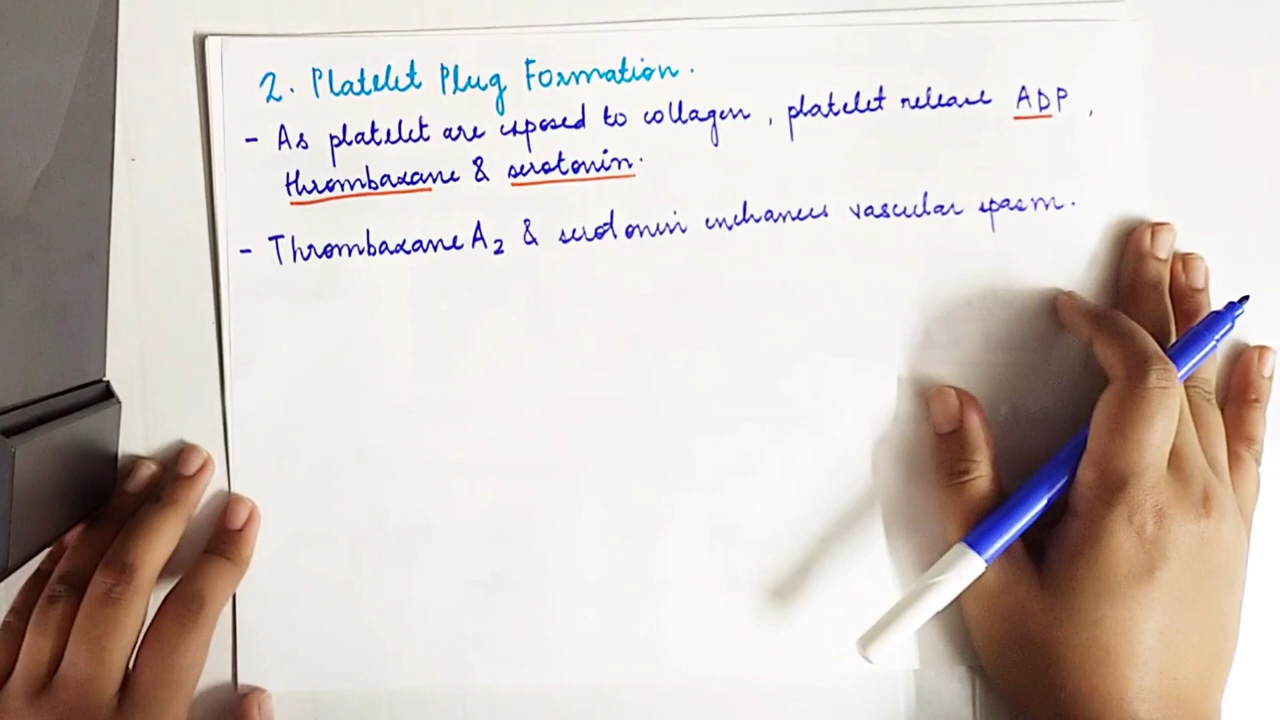 2. Platelet Plug Formation.
- As platelet are exposed to collagen , platelet release ADP ,
thrombaxane & serotonin.
- Thrombaxane A2 & serotonin enchances vascular spasm.